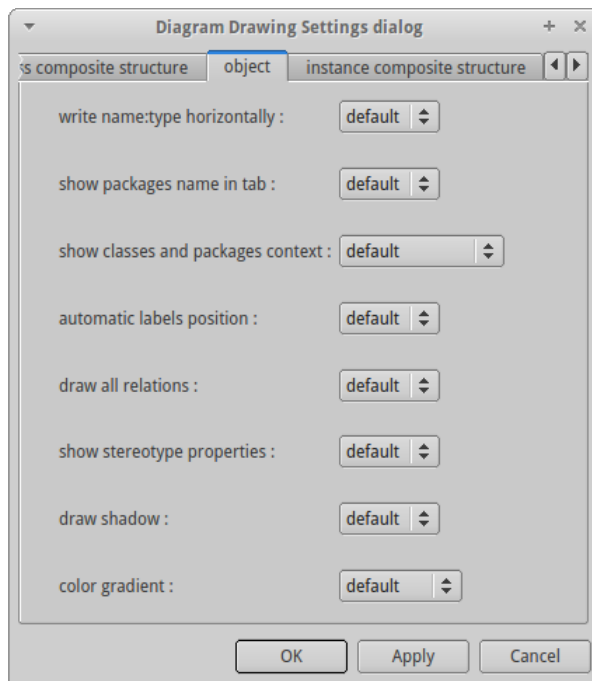 Diagram Drawing Settings dialog
composite structure object instance composite structure
write name:type horizontally : default
show packages name in tab : default
show classes and packages context : default
automatic labels position : default
draw all relations : default
show stereotype properties : default
draw shadow : default
color gradient : default
OK Apply Cancel